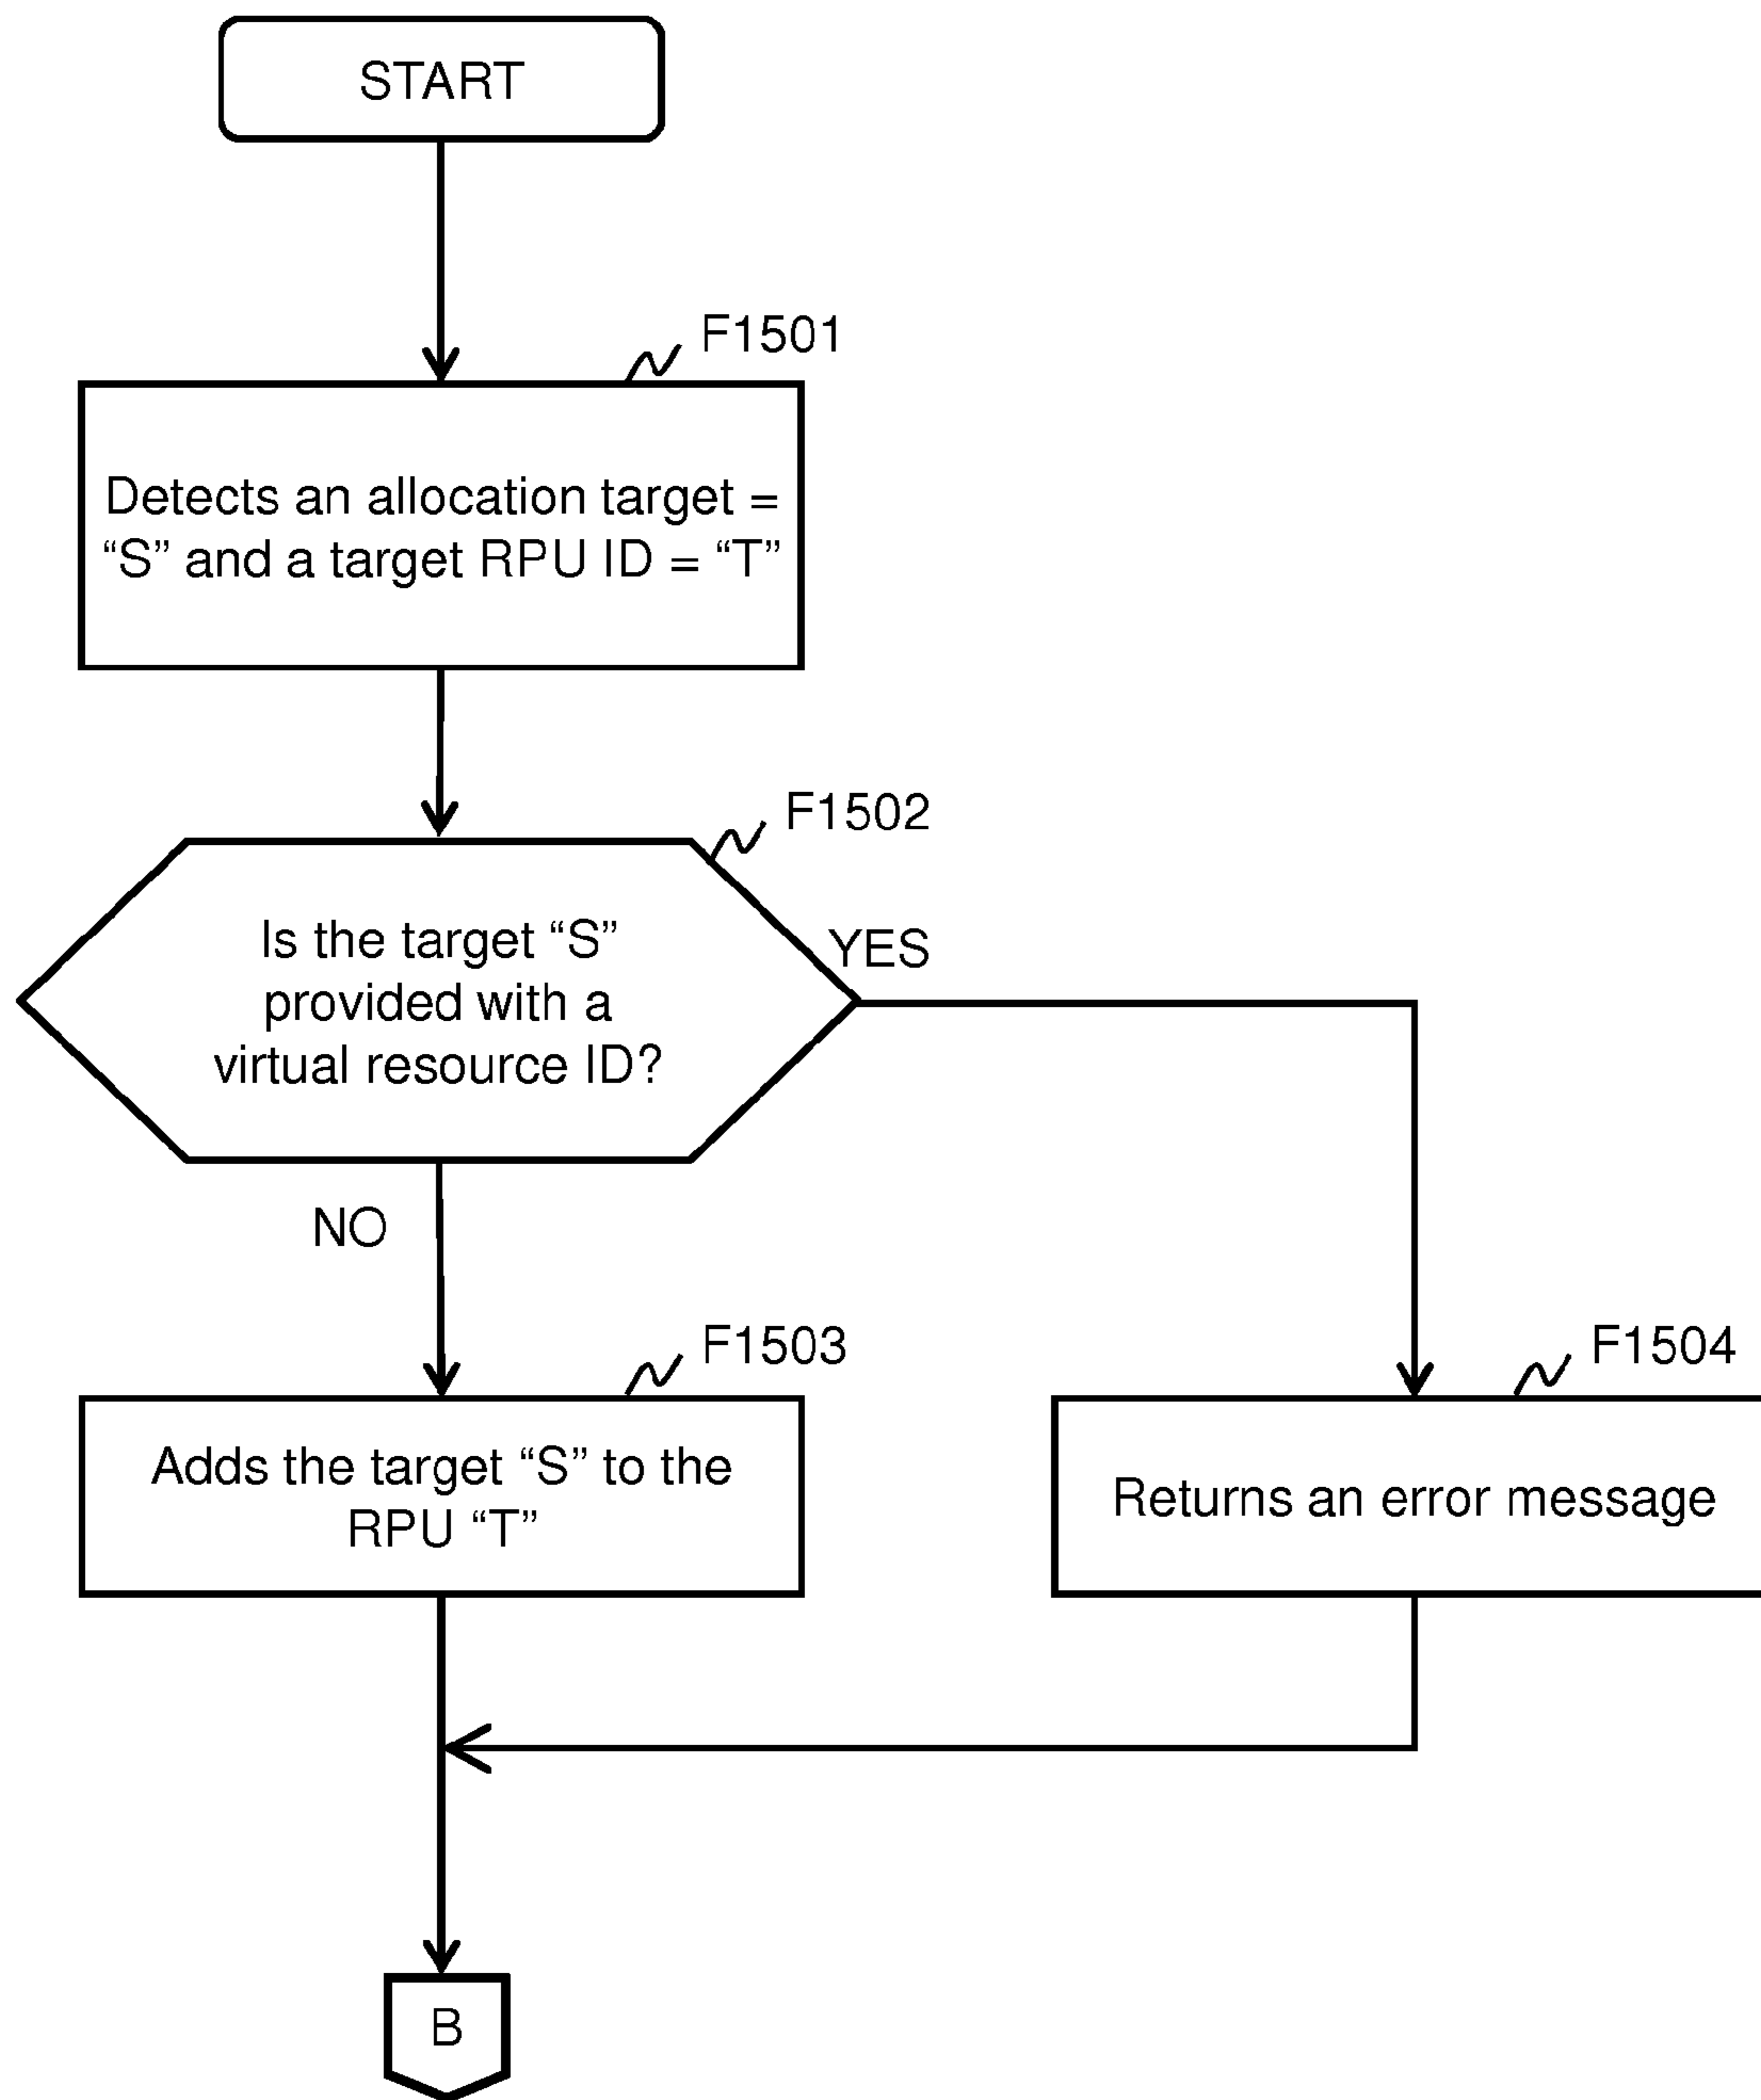 START
F1501
Detects an allocation target =
“S” and a target RPU ID = “T”
F1502
Is the target “S”
provided with a
virtual resource ID?
YES
NO
F1503
Adds the target “S” to the
RPU “T”
F1504
Returns an error message
B